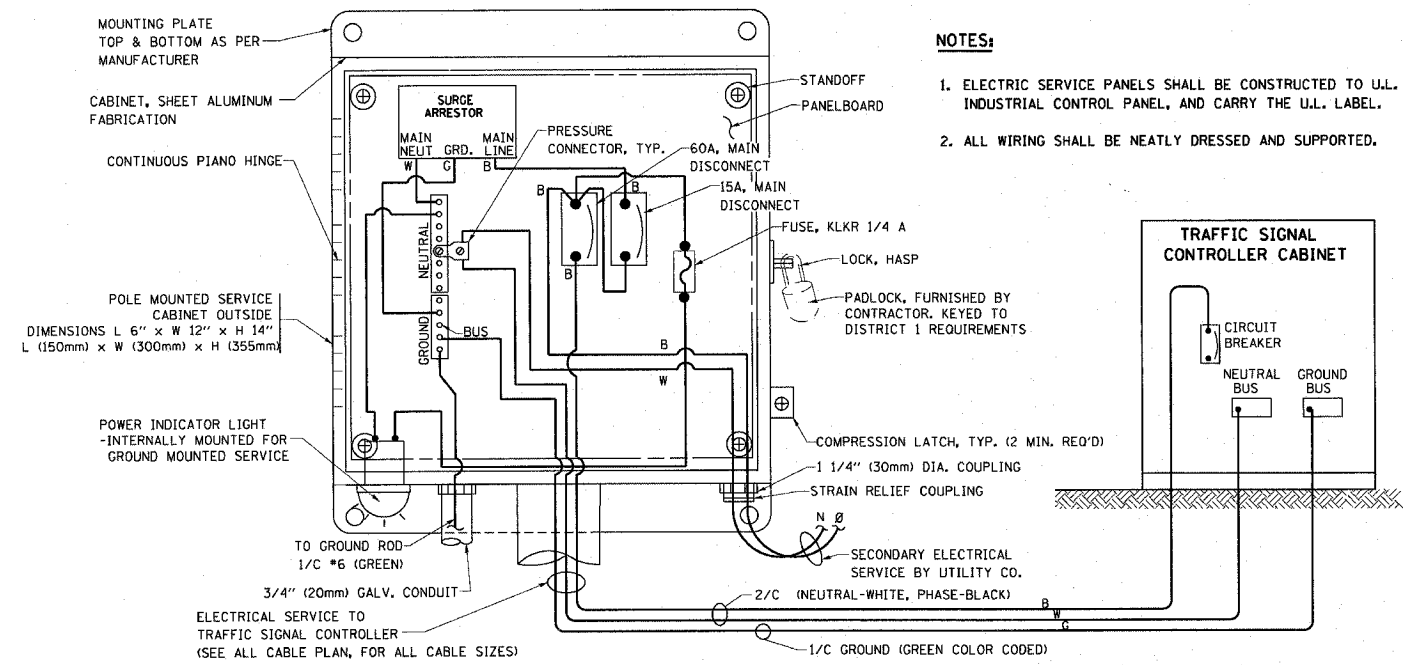 MOUNTING PLATE
TOP & BOTTOM AS PER
MANUFACTURER
CABINET, SHEET ALUMINUM
FABRICATION
CONTINUOUS PIANO HINGE
POLE MOUNTED SERVICE
CABINET OUTSIDE
DIMENSIONS L 6" x W 12" x H 14"
L (150mm) x W (300mm) x H (355mm)
POWER INDICATOR LIGHT
-INTERNALLY MOUNTED FOR
GROUND MOUNTED SERVICE
TO GROUND ROD
1/C #6 (GREEN)
3/4" (20mm) GALV. CONDUIT
ELECTRICAL SERVICE TO
TRAFFIC SIGNAL CONTROLLER
(SEE ALL CABLE PLAN, FOR ALL CABLE SIZES)
SURGE
ARRESTOR
MAIN NEUT
GRD.
MAIN LINE
W G B
NEUTRAL
GROUND
BUS
PRESSURE
CONNECTOR, TYP.
B
B
B
B
W
STANDOFF
PANELBOARD
60A, MAIN
DISCONNECT
15A, MAIN
DISCONNECT
FUSE, KLKR 1/4 A
LOCK, HASP
PADLOCK, FURNISHED BY
CONTRACTOR. KEYED TO
DISTRICT 1 REQUIREMENTS
COMPRESSION LATCH, TYP. (2 MIN. REQ'D)
1 1/4" (30mm) DIA. COUPLING
STRAIN RELIEF COUPLING
N Ø
SECONDARY ELECTRICAL
SERVICE BY UTILITY CO.
2/C (NEUTRAL-WHITE, PHASE-BLACK)
B
W
G
1/C GROUND (GREEN COLOR CODED)
NOTES:
1. ELECTRIC SERVICE PANELS SHALL BE CONSTRUCTED TO U.L.
INDUSTRIAL CONTROL PANEL, AND CARRY THE U.L. LABEL.
2. ALL WIRING SHALL BE NEATLY DRESSED AND SUPPORTED.
TRAFFIC SIGNAL
CONTROLLER CABINET
CIRCUIT
BREAKER
NEUTRAL
BUS
GROUND
BUS